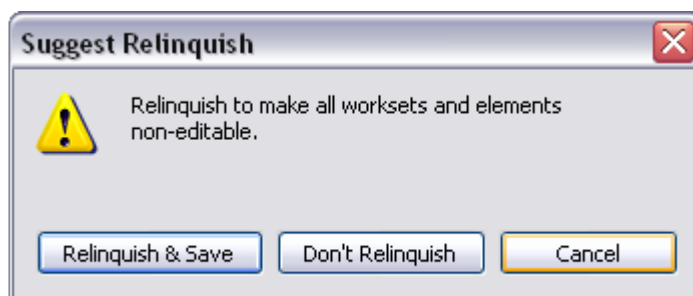 Suggest Relinquish
Relinquish to make all worksets and elements
non-editable.
Relinquish & Save Don't Relinquish Cancel